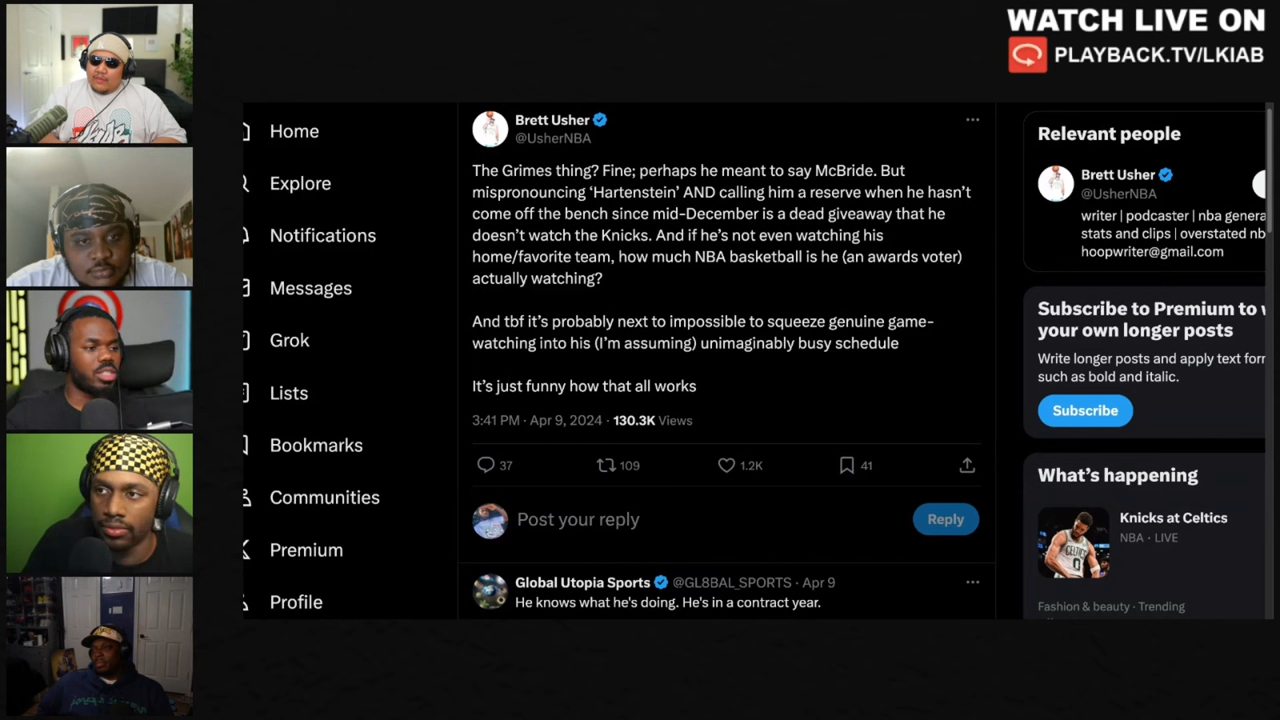 WATCH LIVE ON
PLAYBACK.TV/LKIAB
Home
Explore
Notifications
Messages
Grok
Lists
Bookmarks
Communities
Premium
Profile
Brett Usher
@UsherNBA
The Grimes thing? Fine; perhaps he meant to say McBride. But
mispronouncing ‘Hartenstein’ AND calling him a reserve when he hasn’t
come off the bench since mid-December is a dead giveaway that he
doesn’t watch the Knicks. And if he’s not even watching his
home/favorite team, how much NBA basketball is he (an awards voter)
actually watching?
And tbf it’s probably next to impossible to squeeze genuine game-
watching into his (I’m assuming) unimaginably busy schedule
It’s just funny how that all works
3:41 PM · Apr 9, 2024 · 130.3K Views
37 109 1.2K 41
Post your reply
Reply
Global Utopia Sports @GL8BAL_SPORTS · Apr 9
He knows what he's doing. He's in a contract year.
Relevant people
Brett Usher
@UsherNBA
writer | podcaster | nba genera
stats and clips | overstated nb
hoopwriter@gmail.com
Subscribe to Premium to
your own longer posts
Write longer posts and apply text for
such as bold and italic.
Subscribe
What’s happening
Knicks at Celtics
NBA · LIVE
Fashion & beauty · Trending